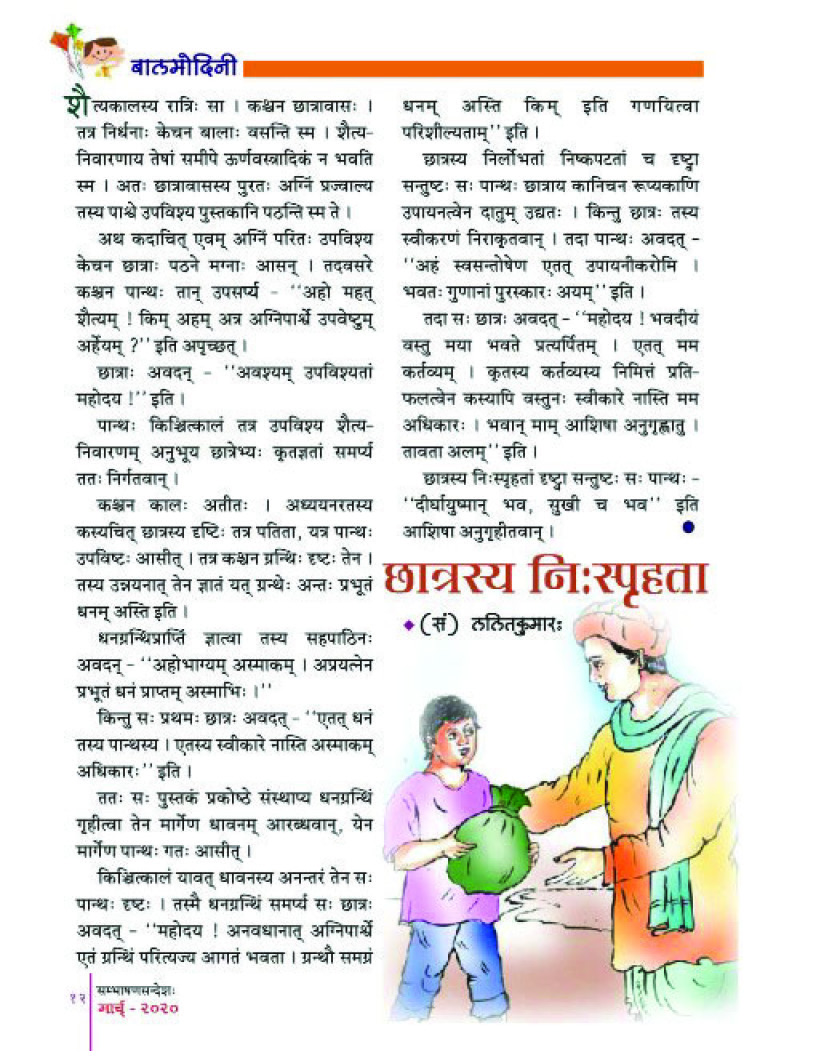 बालमोदिनी
शैत्यकालस्य रात्रिः सा । कश्चन छात्रावासः ।
तत्र निर्धनाः केचन बालाः वसन्ति स्म । शैत्य-
निवारणाय तेषां समीपे ऊर्णवस्त्रादिकं न भवति
स्म । अतः छात्रावासस्य पुरतः अग्निं प्रज्वाल्य
तस्य पार्श्वे उपविश्य पुस्तकानि पठन्ति स्म ते ।
अथ कदाचित् एवम् अग्निं परितः उपविश्य
केचन छात्राः पठने मग्नाः आसन् । तदवसरे
कश्चन पान्थः तान् उपसर्प्य - ‘‘अहो महत्
शैत्यम् ! किम् अहम् अत्र अग्निपार्श्वे उपवेष्टुम्
अर्हेयम् ?’’ इति अपृच्छत् ।
छात्राः अवदन् - ‘‘अवश्यम् उपविश्यतां
महोदय !’’ इति ।
पान्थः किञ्चित्कालं तत्र उपविश्य शैत्य-
निवारणम् अनुभूय छात्रेभ्यः कृतज्ञतां समर्प्य
ततः निर्गतवान् ।
कश्चन कालः अतीतः । अध्ययनरतस्य
कस्यचित् छात्रस्य दृष्टिः तत्र पतिता, यत्र पान्थः
उपविष्टः आसीत् । तत्र कश्चन ग्रन्थिः दृष्टः तेन ।
तस्य उन्नयनात् तेन ज्ञातं यत् ग्रन्थेः अन्तः प्रभूतं
धनम् अस्ति इति ।
धनग्रन्थिप्राप्तिं ज्ञात्वा तस्य सहपाठिनः
अवदन् - ‘‘अहोभाग्यम् अस्माकम् । अप्रयत्नेन
प्रभूतं धनं प्राप्तम् अस्माभिः ।’’
किन्तु सः प्रथमः छात्रः अवदत् - ‘‘एतत् धनं
तस्य पान्थस्य । एतस्य स्वीकारे नास्ति अस्माकम्
अधिकारः’’ इति ।
ततः सः पुस्तकं प्रकोष्ठे संस्थाप्य धनग्रन्थिं
गृहीत्वा तेन मार्गेण धावनम् आरब्धवान्, येन
मार्गेण पान्थः गतः आसीत् ।
किञ्चित्कालं यावत् धावनस्य अनन्तरं तेन सः
पान्थः दृष्टः । तस्मै धनग्रन्थिं समर्प्य सः छात्रः
अवदत् - ‘‘महोदय ! अनवधानात् अग्निपार्श्वे
एतं ग्रन्थिं परित्यज्य आगतं भवता । ग्रन्थौ समग्रं
धनम् अस्ति किम् इति गणयित्वा
परिशील्यताम्’’ इति ।
छात्रस्य निर्लोभतां निष्कपटतां च दृष्ट्वा
सन्तुष्टः सः पान्थः छात्राय कानिचन रूप्यकाणि
उपायनत्वेन दातुम् उद्यतः । किन्तु छात्रः तस्य
स्वीकरणं निराकृतवान् । तदा पान्थः अवदत् -
‘‘अहं स्वसन्तोषेण एतत् उपायनीकरोमि ।
भवतः गुणानां पुरस्कारः अयम्’’ इति ।
तदा सः छात्रः अवदत् - ‘‘महोदय ! भवदीयं
वस्तु मया भवते प्रत्यर्पितम् । एतत् मम
कर्तव्यम् । कृतस्य कर्तव्यस्य निमित्तं प्रति-
फलत्वेन कस्यापि वस्तुनः स्वीकारे नास्ति मम
अधिकारः । भवान् माम् आशिषा अनुगृह्णातु ।
तावता अलम्’’ इति ।
छात्रस्य निःस्पृहतां दृष्ट्वा सन्तुष्टः सः पान्थः -
‘‘दीर्घायुष्मान् भव, सुखी च भव’’ इति
आशिषा अनुगृहीतवान् ।
छात्रस्य निःस्पृहता
(सं) ललितकुमारः
१२
सम्भाषणसन्देशः
मार्च् - २०२०